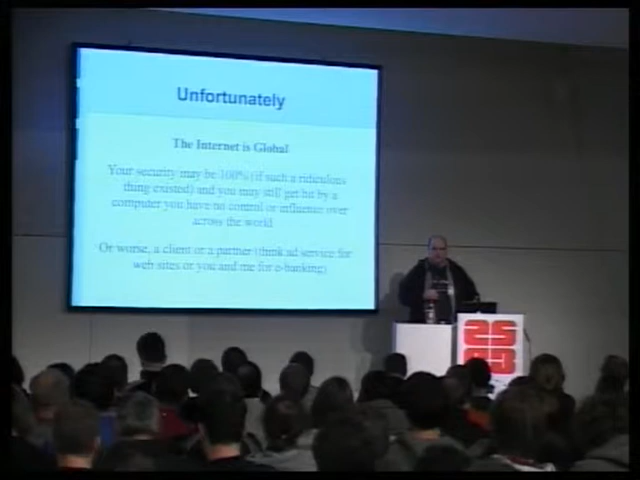 Unfortunately
The Internet is Global
Your security may be 100% (if such a ridiculous
thing existed) and you may still get hit by a
computer you have no control or influence over
across the world
Or worse, a client or a partner (think ad service for
web sites or you and me for e-banking)
25C3